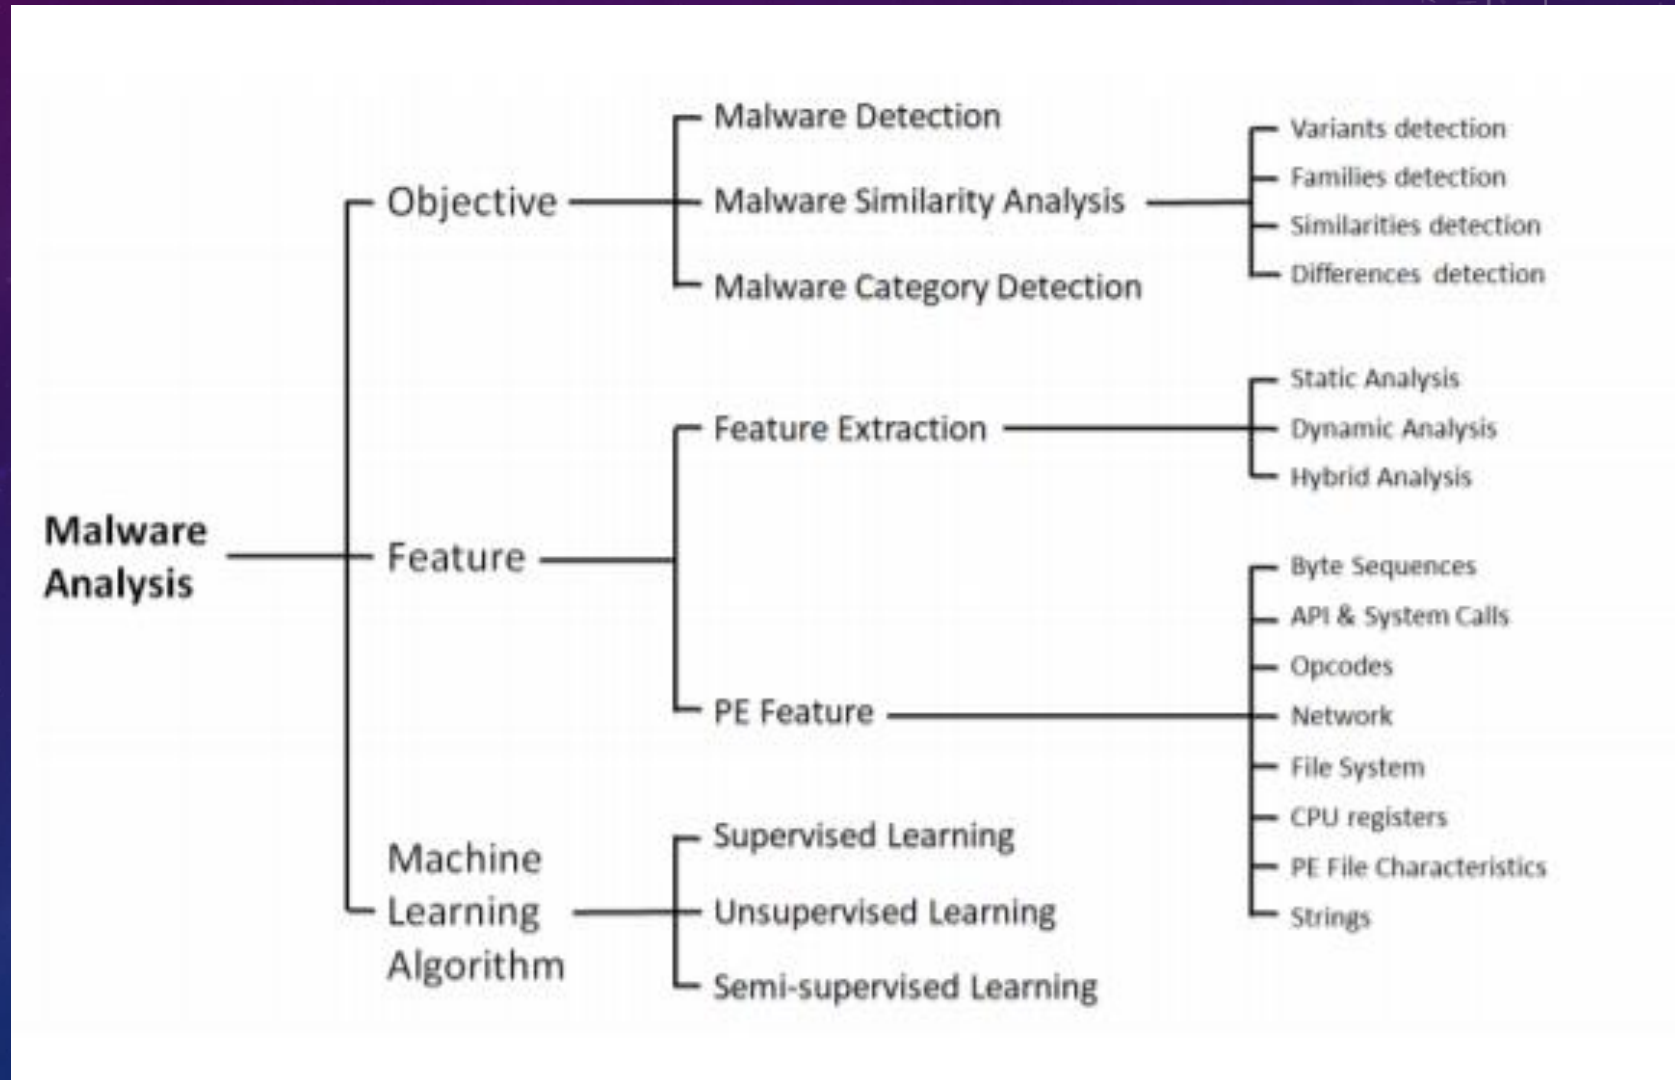 Malware
Analysis
Objective
Malware Detection
Malware Similarity Analysis
Variants detection
Families detection
Similarities detection
Differences detection
Malware Category Detection
Feature
Feature Extraction
Static Analysis
Dynamic Analysis
Hybrid Analysis
PE Feature
Byte Sequences
API & System Calls
Opcodes
Network
File System
CPU registers
PE File Characteristics
Strings
Machine
Learning
Algorithm
Supervised Learning
Unsupervised Learning
Semi-supervised Learning